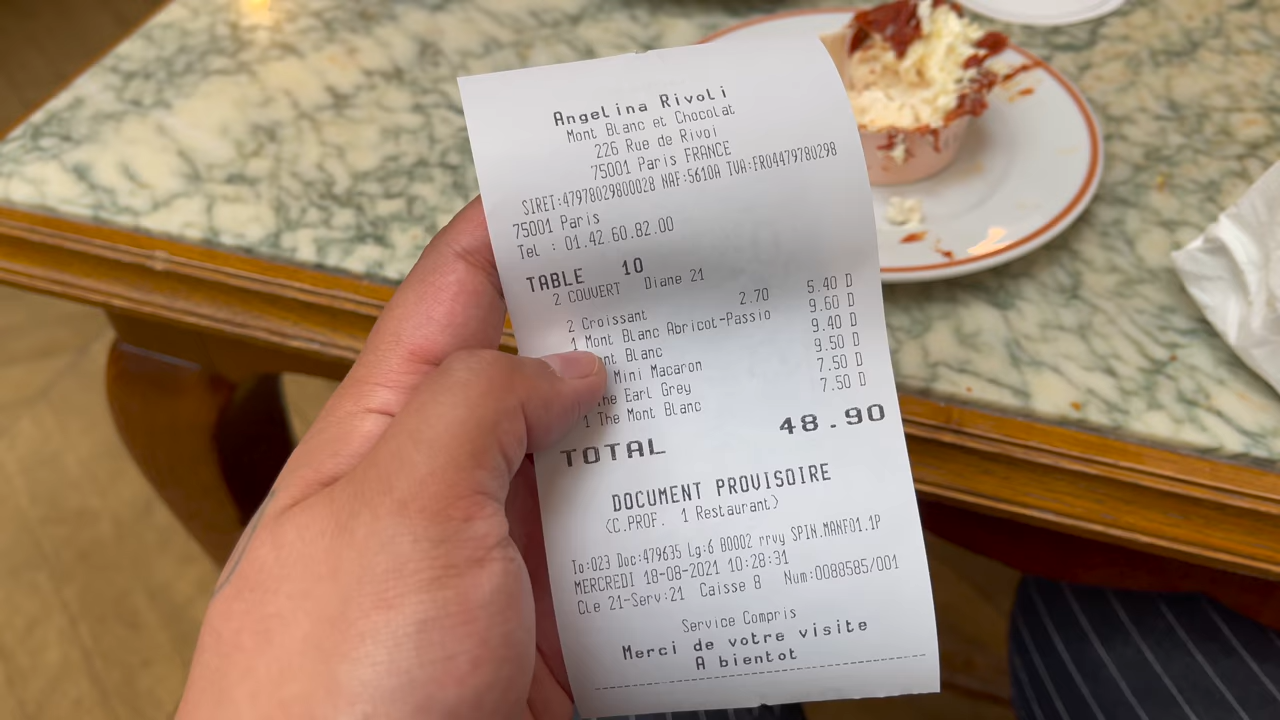 Angelina Rivoli
Mont Blanc et Chocolat
226 Rue de Rivoi
75001 Paris FRANCE
SIRET:47978029800028 NAF:5610A TVA:FR04479780298
75001 Paris
Tel : 01.42.60.82.00
TABLE 10
2 COUVERT Diane 21
2 Croissant 2.70 5.40 D
1 Mont Blanc Abricot-Passio 9.60 D
Blanc 9.40 D
Mini Macaron 9.50 D
Earl Grey 7.50 D
1 The Mont Blanc 7.50 D
TOTAL 48.90
DOCUMENT PROVISOIRE
(C.PROF. 1 Restaurant)
To:023 Doc:479635 Lg:6 B0002 rrvy SPIN.MANF01.1P
MERCREDI 18-08-2021 10:28:31
Cle 21-Serv:21 Caisse 8 Num:0088585/001
Service Compris
Merci de votre visite
A bientot